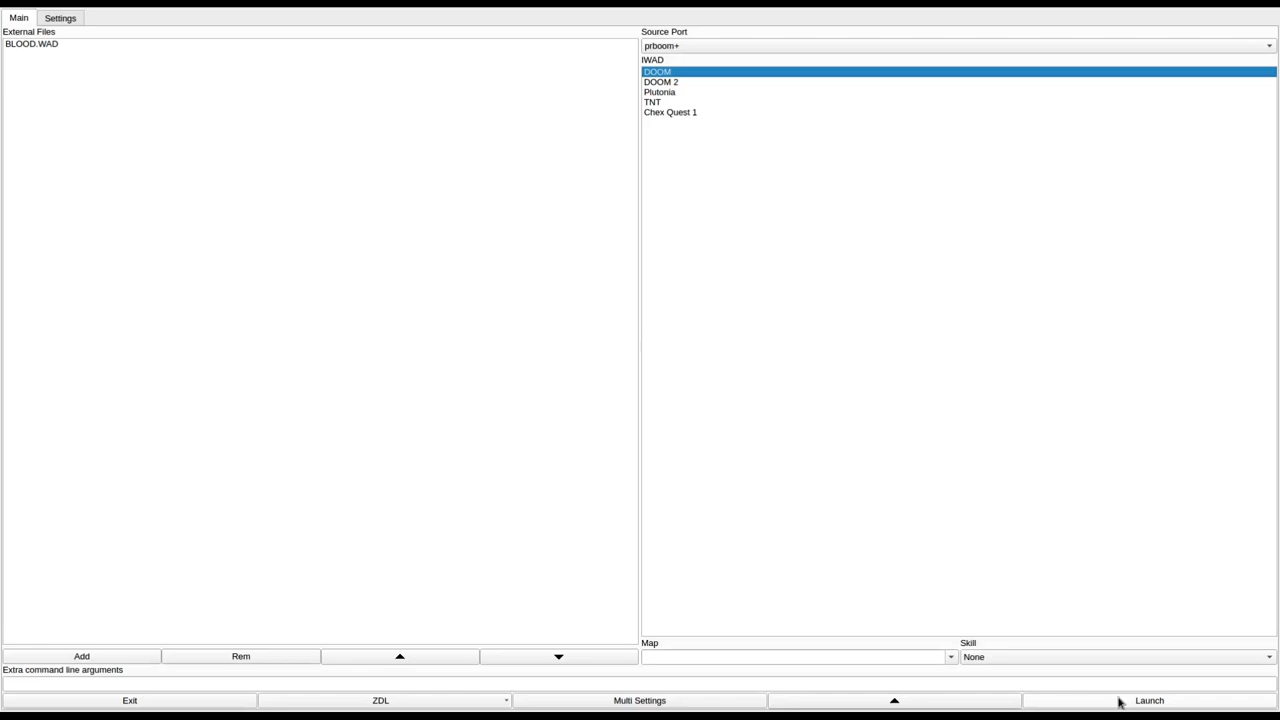 Main Settings
External Files
BLOOD.WAD
Source Port
prboom+
IWAD
DOOM
DOOM 2
Plutonia
TNT
Chex Quest 1
Map Skill
None
Add Rem
Extra command line arguments
Exit ZDL Multi Settings Launch